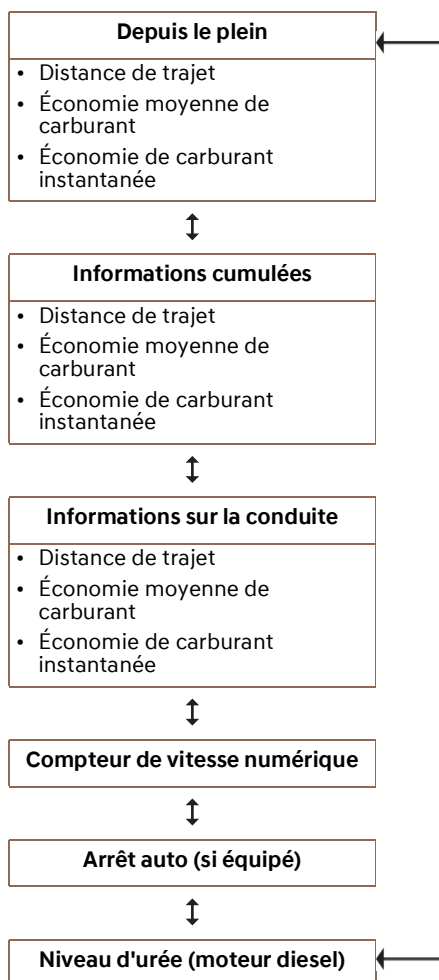 Depuis le plein
• Distance de trajet
• Économie moyenne de
carburant
• Économie de carburant
instantanée
Informations cumulées
• Distance de trajet
• Économie moyenne de
carburant
• Économie de carburant
instantanée
Informations sur la conduite
• Distance de trajet
• Économie moyenne de
carburant
• Économie de carburant
instantanée
Compteur de vitesse numérique
Arrêt auto (si équipé)
Niveau d'urée (moteur diesel)